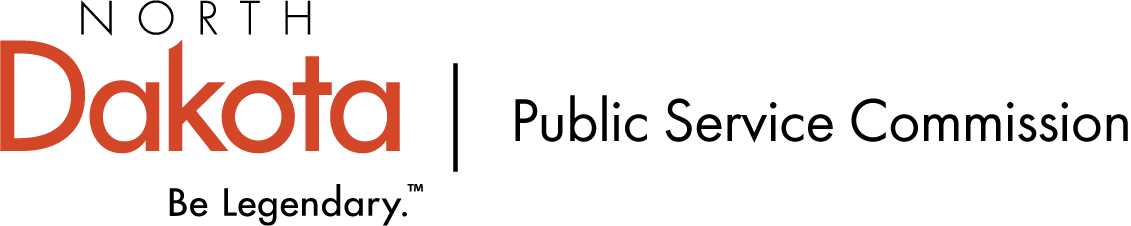 NORTH
Dakota
Be Legendary.™
Public Service Commission